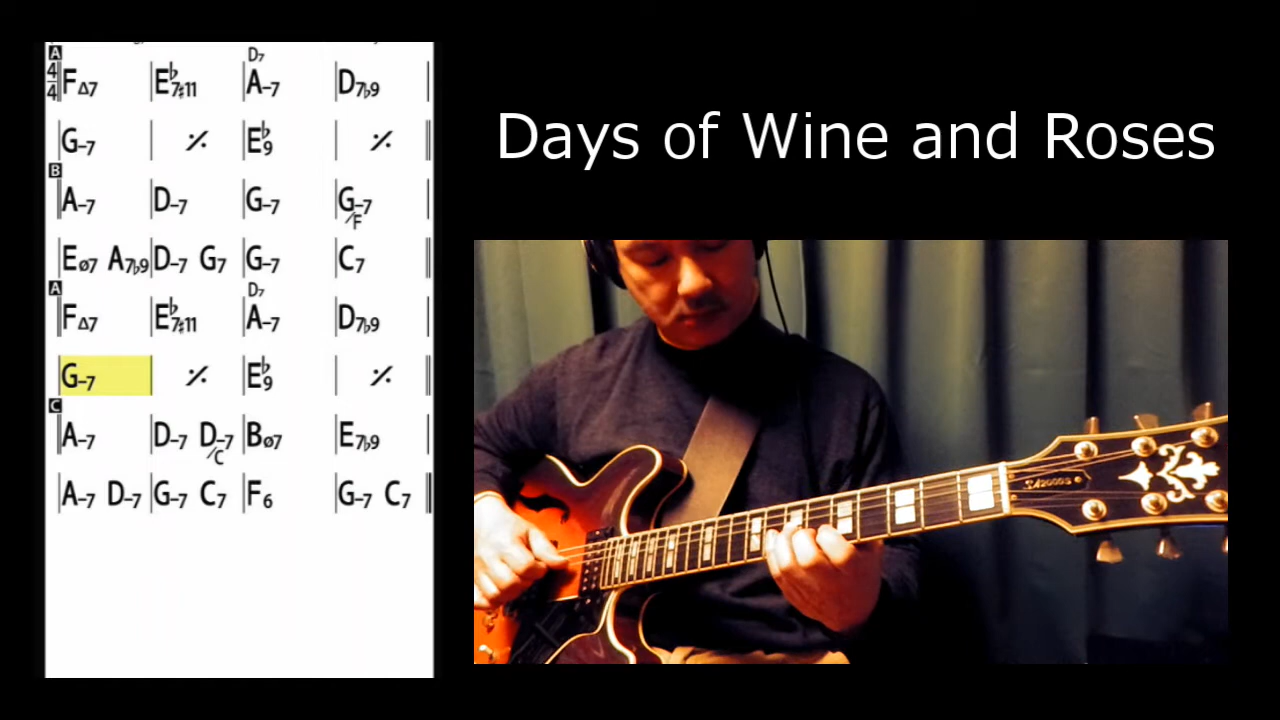 Days of Wine and Roses
A
D7
4/4 FΔ7 E♭7♯11 A-7 D7♭9
G-7 ٪ E♭9 ٪
B
A-7 D-7 G-7 G-7/F
Eø7 A7♭9 D-7 G7 G-7 C7
A
D7
FΔ7 E♭7♯11 A-7 D7♭9
G-7 ٪ E♭9 ٪
C
A-7 D-7 D-7/C Bø7 E7♭9
A-7 D-7 G-7 C7 F6 G-7 C7
SA2000S